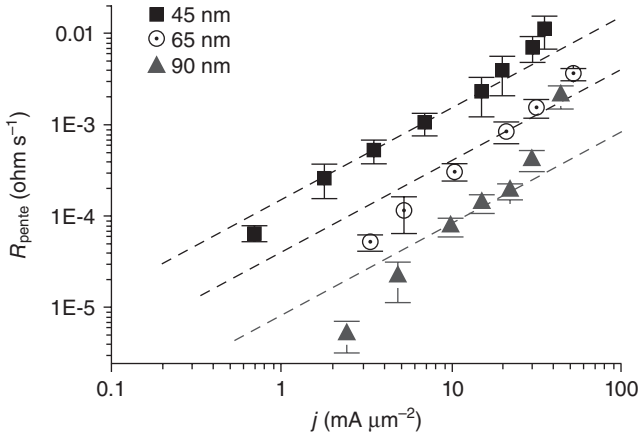 45 nm
65 nm
90 nm
0.01
1E-3
1E-4
1E-5
R_pente (ohm s⁻¹)
0.1 1 10 100
j (mA μm⁻²)